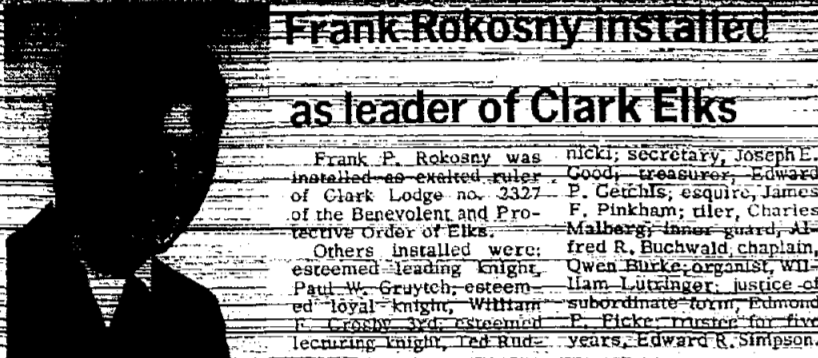 Frank Rokosny installed
as leader of Clark Elks
Frank P. Rokosny was
installed as exalted ruler
of Clark Lodge no. 2327
of the Benevolent and Pro-
tective Order of Elks.
Others installed were:
esteemed leading knight,
Paul W. Gruytch; esteem-
ed loyal knight, William
F. Crosby 3rd; esteemed
lecturing knight, Ted Rud-
nicki; secretary, Joseph E.
Good; treasurer, Edward
P. Getchis; esquire, James
F. Pinkham; tiler, Charles
Malberg; inner guard, Al-
fred R. Buchwald; chaplain,
Qwen Burke; organist, Wil-
liam Lutzinger; justice of
subordinate form, Edmond
P. Ficke; trustee for five
years, Edward R. Simpson.